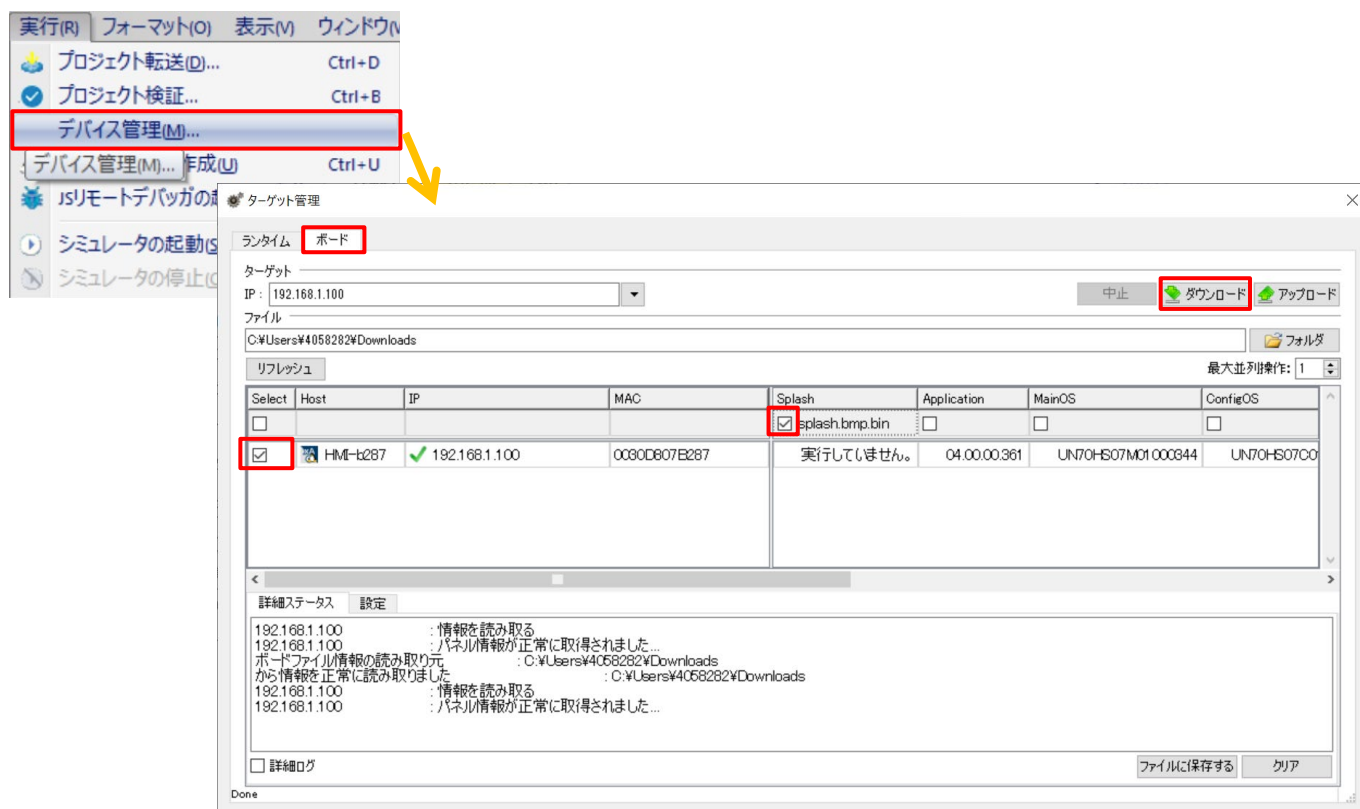 実行(R) フォーマット(O) 表示(V) ウィンドウ(
プロジェクト転送(D)... Ctrl+D
プロジェクト検証... Ctrl+B
デバイス管理(M)...
デバイス管理(M)... 作成(U) Ctrl+U
JSリモートデバッガの
シミュレータの起動(S
シミュレータの停止(
ターゲット管理
ランタイム ボード
ターゲット
IP : 192.168.1.100 中止 ダウンロード アップロード
ファイル
C:¥Users¥4058282¥Downloads フォルダ
リフレッシュ 最大並列操作: 1
Select Host IP MAC Splash Application MainOS ConfigOS
splash.bmp.bin
HMI-b287 192.168.1.100 0030D807B287 実行していません。 04.00.00.361 UN70HS07M01000344 UN70HS07C0
詳細ステータス 設定
192.168.1.100 : 情報を読み取る
192.168.1.100 : パネル情報が正常に取得されました...
ボードファイル情報の読み取り元 : C:¥Users¥4058282¥Downloads
から情報を正常に読み取りました : C:¥Users¥4058282¥Downloads
192.168.1.100 : 情報を読み取る
192.168.1.100 : パネル情報が正常に取得されました...
詳細ログ ファイルに保存する クリア
Done